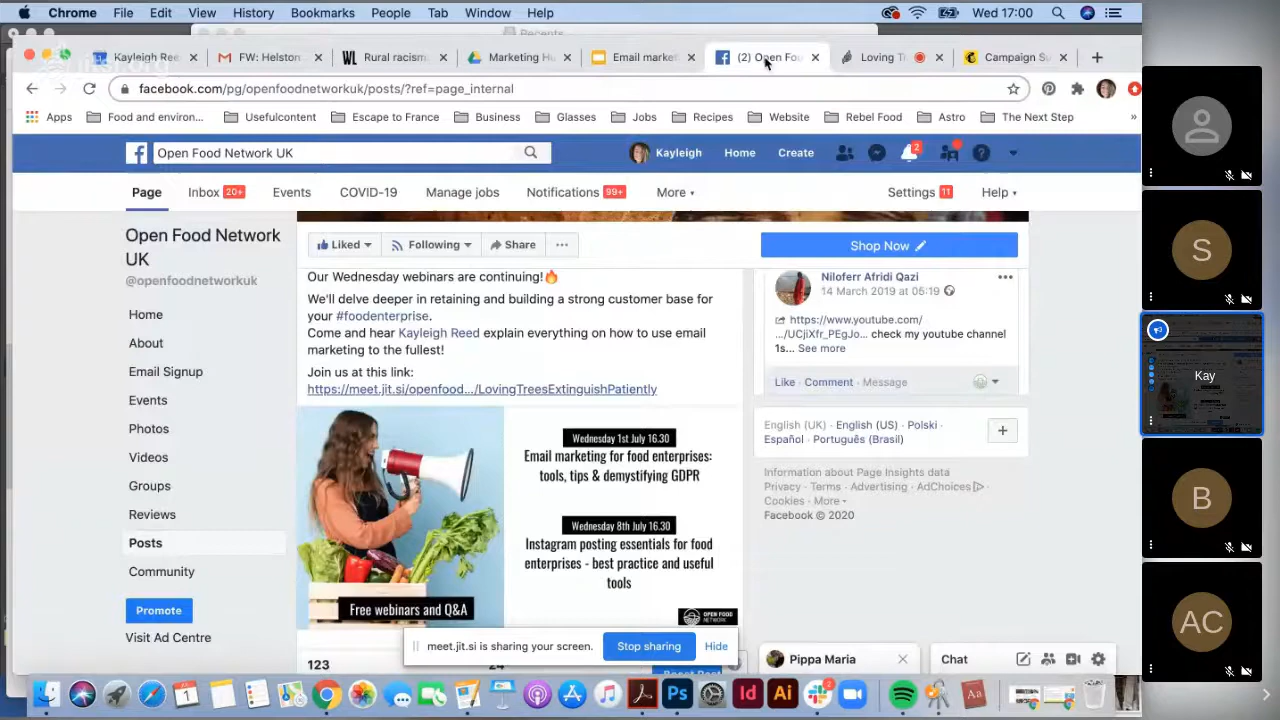 Chrome File Edit View History Bookmarks People Tab Window Help Wed 17:00
Recents
Kayleigh Ree
FW: Helston
Rural racism
Marketing Hu
Email market
(2) Open Fou
Loving T
Campaign Su
jitsi.org
facebook.com/pg/openfoodnetworkuk/posts/?ref=page_internal
Apps Food and environ... Usefulcontent Escape to France Business Glasses Jobs Recipes Website Rebel Food Astro The Next Step »
Open Food Network UK
Kayleigh Home Create 2
Page Inbox 20+ Events COVID-19 Manage jobs Notifications 99+ More Settings 11 Help
Open Food Network
UK
@openfoodnetworkuk
Home
About
Email Signup
Events
Photos
Videos
Groups
Reviews
Posts
Community
Promote
Visit Ad Centre
Liked Following Share ...
Shop Now
Our Wednesday webinars are continuing!🔥
We'll delve deeper in retaining and building a strong customer base for
your #foodenterprise.
Come and hear Kayleigh Reed explain everything on how to use email
marketing to the fullest!
Join us at this link:
https://meet.jit.si/openfood.../LovingTreesExtinguishPatiently
Wednesday 1st July 16.30
Email marketing for food enterprises:
tools, tips & demystifying GDPR
Wednesday 8th July 16.30
Instagram posting essentials for food
enterprises - best practice and useful
tools
Free webinars and Q&A
OPEN FOOD
NETWORK
123
Niloferr Afridi Qazi
14 March 2019 at 05:19
https://www.youtube.com/
.../UCjiXfr_PEgJo... check my youtube channel
1s... See more
Like · Comment · Message
English (UK) · English (US) · Polski ·
Español · Português (Brasil)
Information about Page Insights data
Privacy · Terms · Advertising · AdChoices ·
Cookies · More
Facebook © 2020
meet.jit.si is sharing your screen. Stop sharing Hide
Pippa Maria
Chat
1
Ps
Id
Ai
2
Aa
S
Kay
B
AC